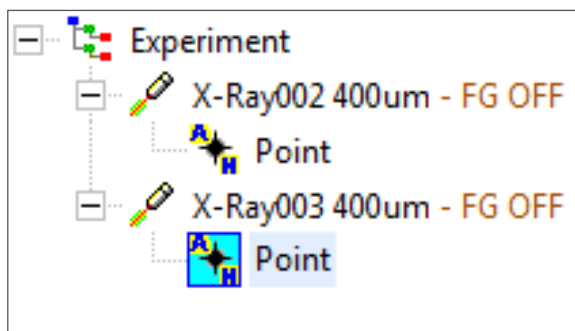 Experiment
X-Ray002 400um - FG OFF
A H Point
X-Ray003 400um - FG OFF
A H Point